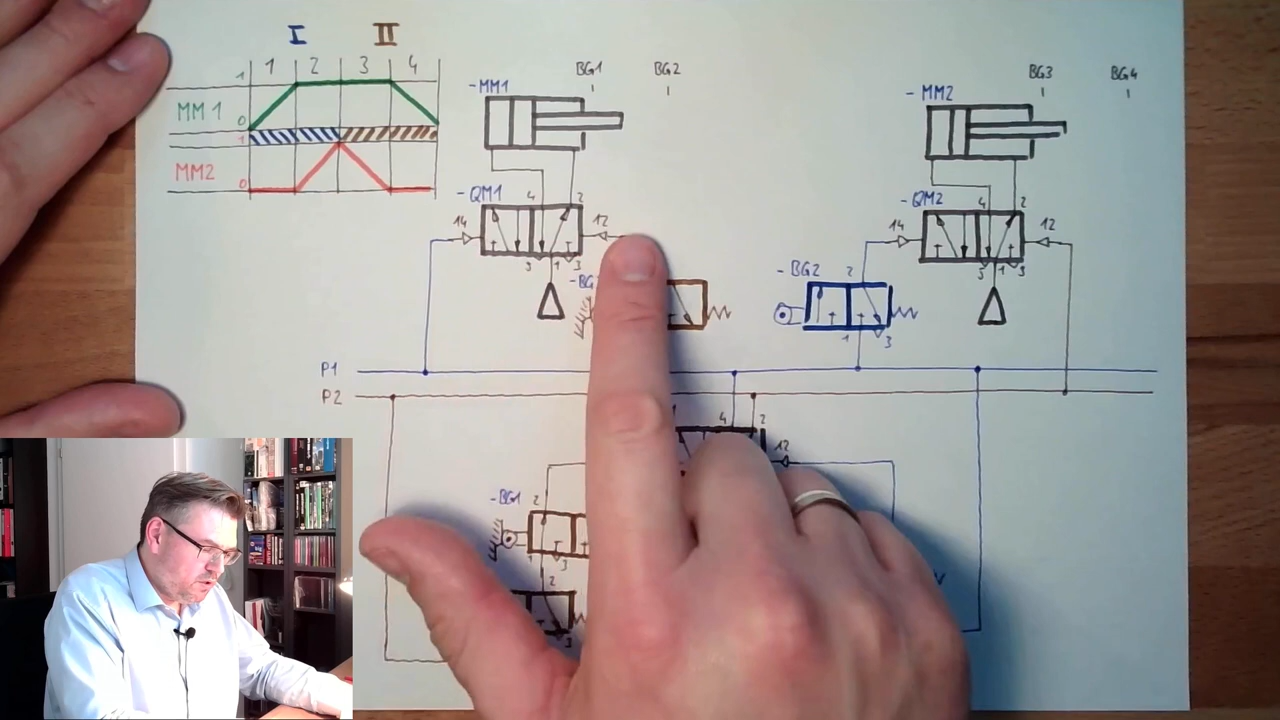 I II
1 2 3 4
1
MM 1
0
1
MM2
0
BG1 BG2
-MM1
-QM1
4 2
14 12
5 1 3
BG3 BG4
-MM2
-QM2
4 2
14 12
5 1 3
-BG2
2
1 3
P1
P2
4 2
12
-BG1 2
1 3
2
3